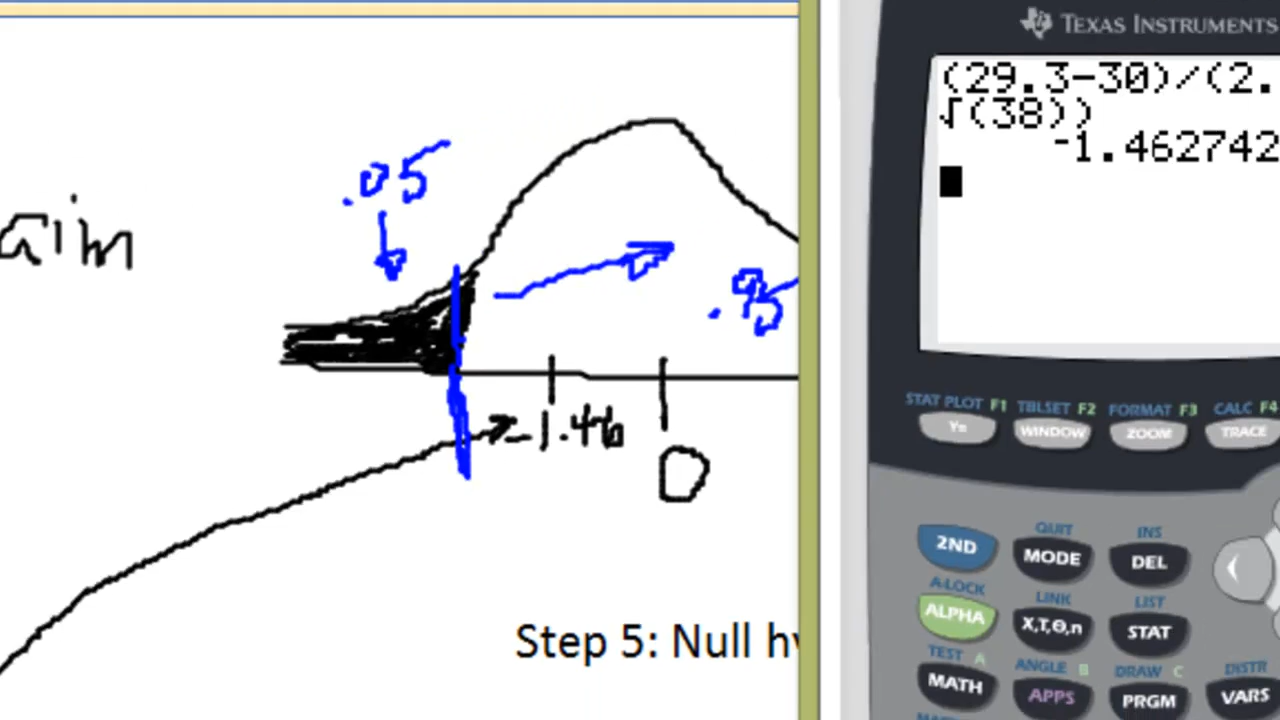 aim
.05
.95
-1.46
0
Step 5: Null hy
TEXAS INSTRUMENTS
(29.3-30)/(2.
√(38))
-1.462742
STAT PLOT F1 TBLSET F2 FORMAT F3 CALC F4
Y= WINDOW ZOOM TRACE
QUIT INS
2ND MODE DEL
A-LOCK LINK LIST
ALPHA X,T,Θ,n STAT
TEST A ANGLE B DRAW C DISTR
MATH APPS PRGM VARS